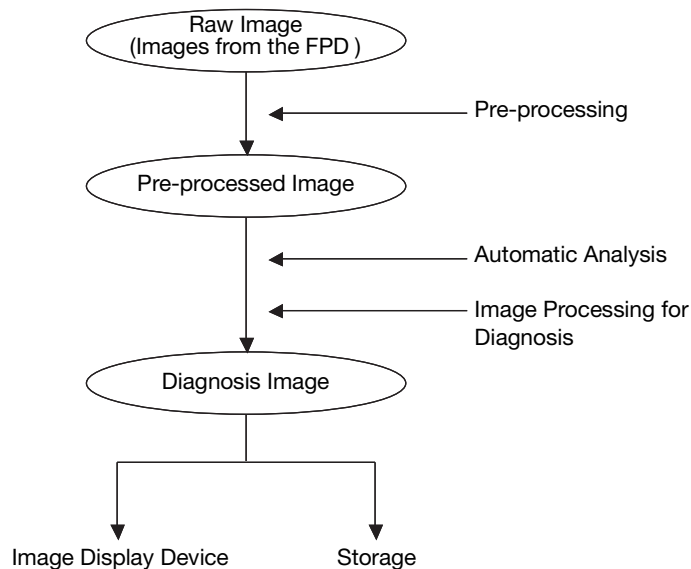 Raw Image
(Images from the FPD )
Pre-processing
Pre-processed Image
Automatic Analysis
Image Processing for
Diagnosis
Diagnosis Image
Image Display Device
Storage